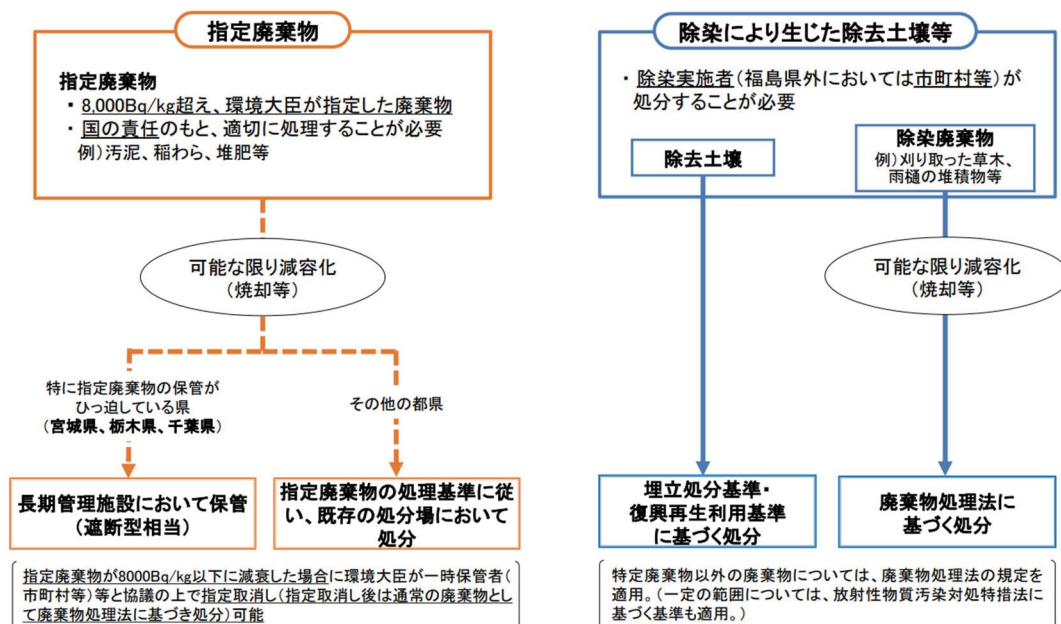 指定廃棄物
指定廃棄物
・ 8,000Bq/kg超え、環境大臣が指定した廃棄物
・ 国の責任のもと、適切に処理することが必要
例）汚泥、稲わら、堆肥等
可能な限り減容化
（焼却等）
特に指定廃棄物の保管が
ひっ迫している県
（宮城県、栃木県、千葉県）
その他の都県
長期管理施設において保管
（遮断型相当）
指定廃棄物の処理基準に従
い、既存の処分場において
処分
指定廃棄物が8000Bq/kg以下に減衰した場合に環境大臣が一時保管者（
市町村等）等と協議の上で指定取消し（指定取消し後は通常の廃棄物とし
て廃棄物処理法に基づき処分）可能
除染により生じた除去土壌等
・ 除染実施者（福島県外においては市町村等）が
処分することが必要
除去土壌
除染廃棄物
例）刈り取った草木、
雨樋の堆積物等
可能な限り減容化
（焼却等）
埋立処分基準・
復興再生利用基準
に基づく処分
廃棄物処理法に
基づく処分
特定廃棄物以外の廃棄物については、廃棄物処理法の規定を
適用。（一定の範囲については、放射性物質汚染対処特措法に
基づく基準も適用。）